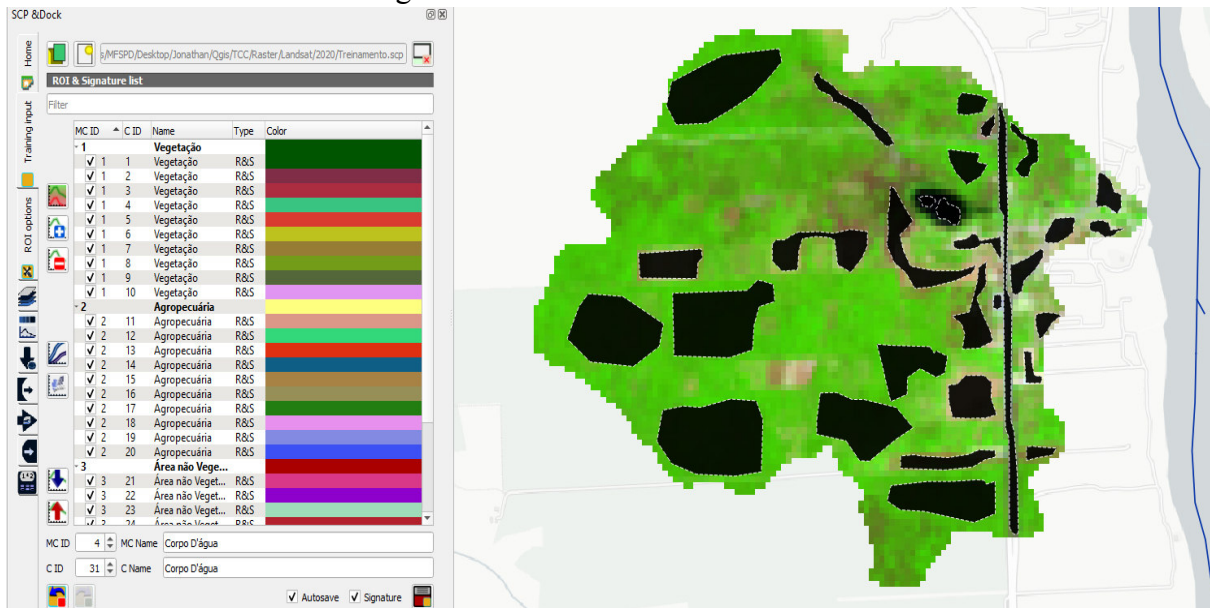 SCP &Dock
Home
Training input
ROI options
s/MFSPD/Desktop/Jonathan/Qgis/TCC/Raster/Landsat/2020/Treinamento.scp
ROI & Signature list
Filter
MC ID C ID Name Type Color
1 Vegetação
1 1 Vegetação R&S
1 2 Vegetação R&S
1 3 Vegetação R&S
1 4 Vegetação R&S
1 5 Vegetação R&S
1 6 Vegetação R&S
1 7 Vegetação R&S
1 8 Vegetação R&S
1 9 Vegetação R&S
1 10 Vegetação R&S
2 Agropecuária
2 11 Agropecuária R&S
2 12 Agropecuária R&S
2 13 Agropecuária R&S
2 14 Agropecuária R&S
2 15 Agropecuária R&S
2 16 Agropecuária R&S
2 17 Agropecuária R&S
2 18 Agropecuária R&S
2 19 Agropecuária R&S
2 20 Agropecuária R&S
3 Área não Vege...
3 21 Área não Veget... R&S
3 22 Área não Veget... R&S
3 23 Área não Veget... R&S
3 24 Área não Veget... R&S
MC ID 4 MC Name Corpo D'água
C ID 31 C Name Corpo D'água
Autosave Signature